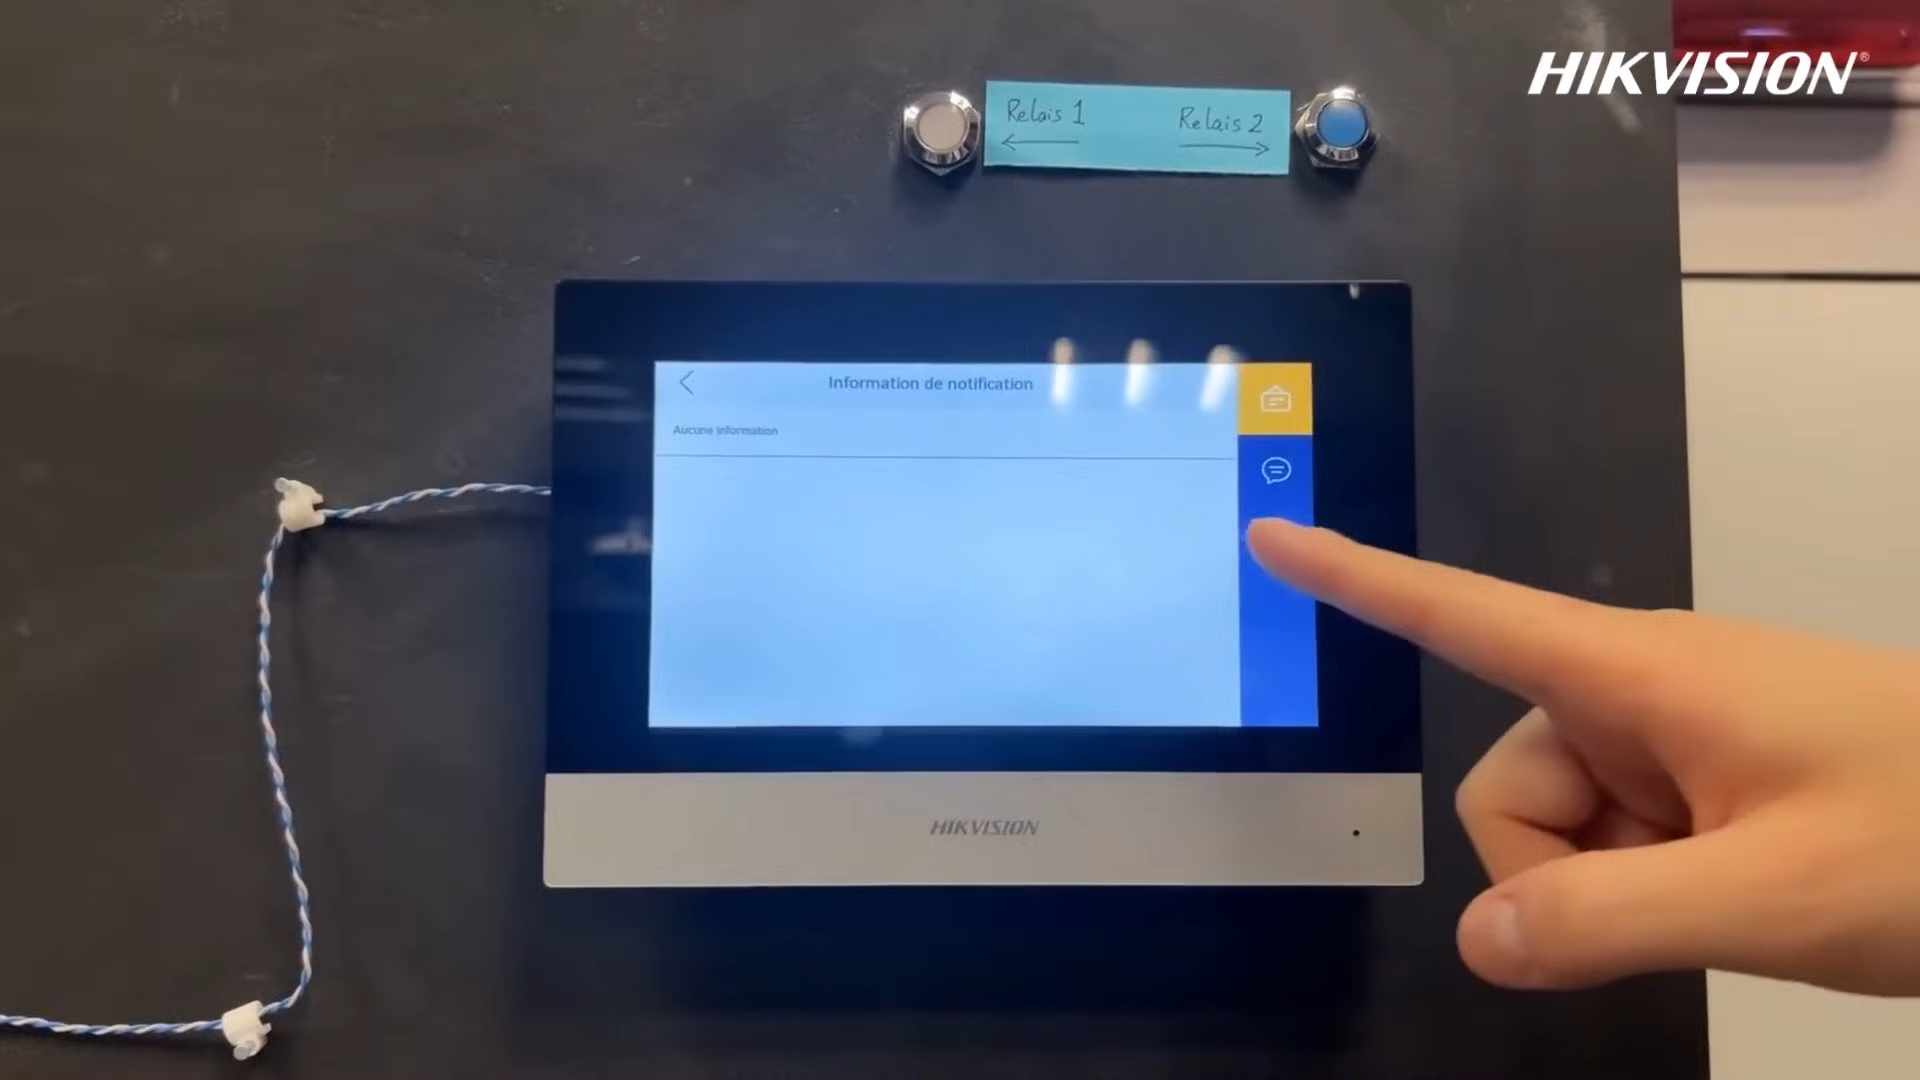 HIKVISION®
Relais 1
Relais 2
Information de notification
Aucune information
HIKVISION